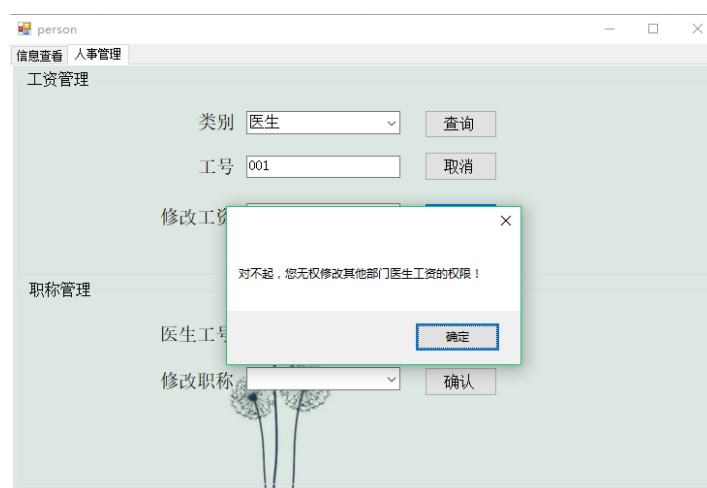 person
信息查看 人事管理
工资管理
类别 医生 查询
工号 001 取消
修改工资
对不起，您无权修改其他部门医生工资的权限！
确定
职称管理
医生工号
修改职称 确认